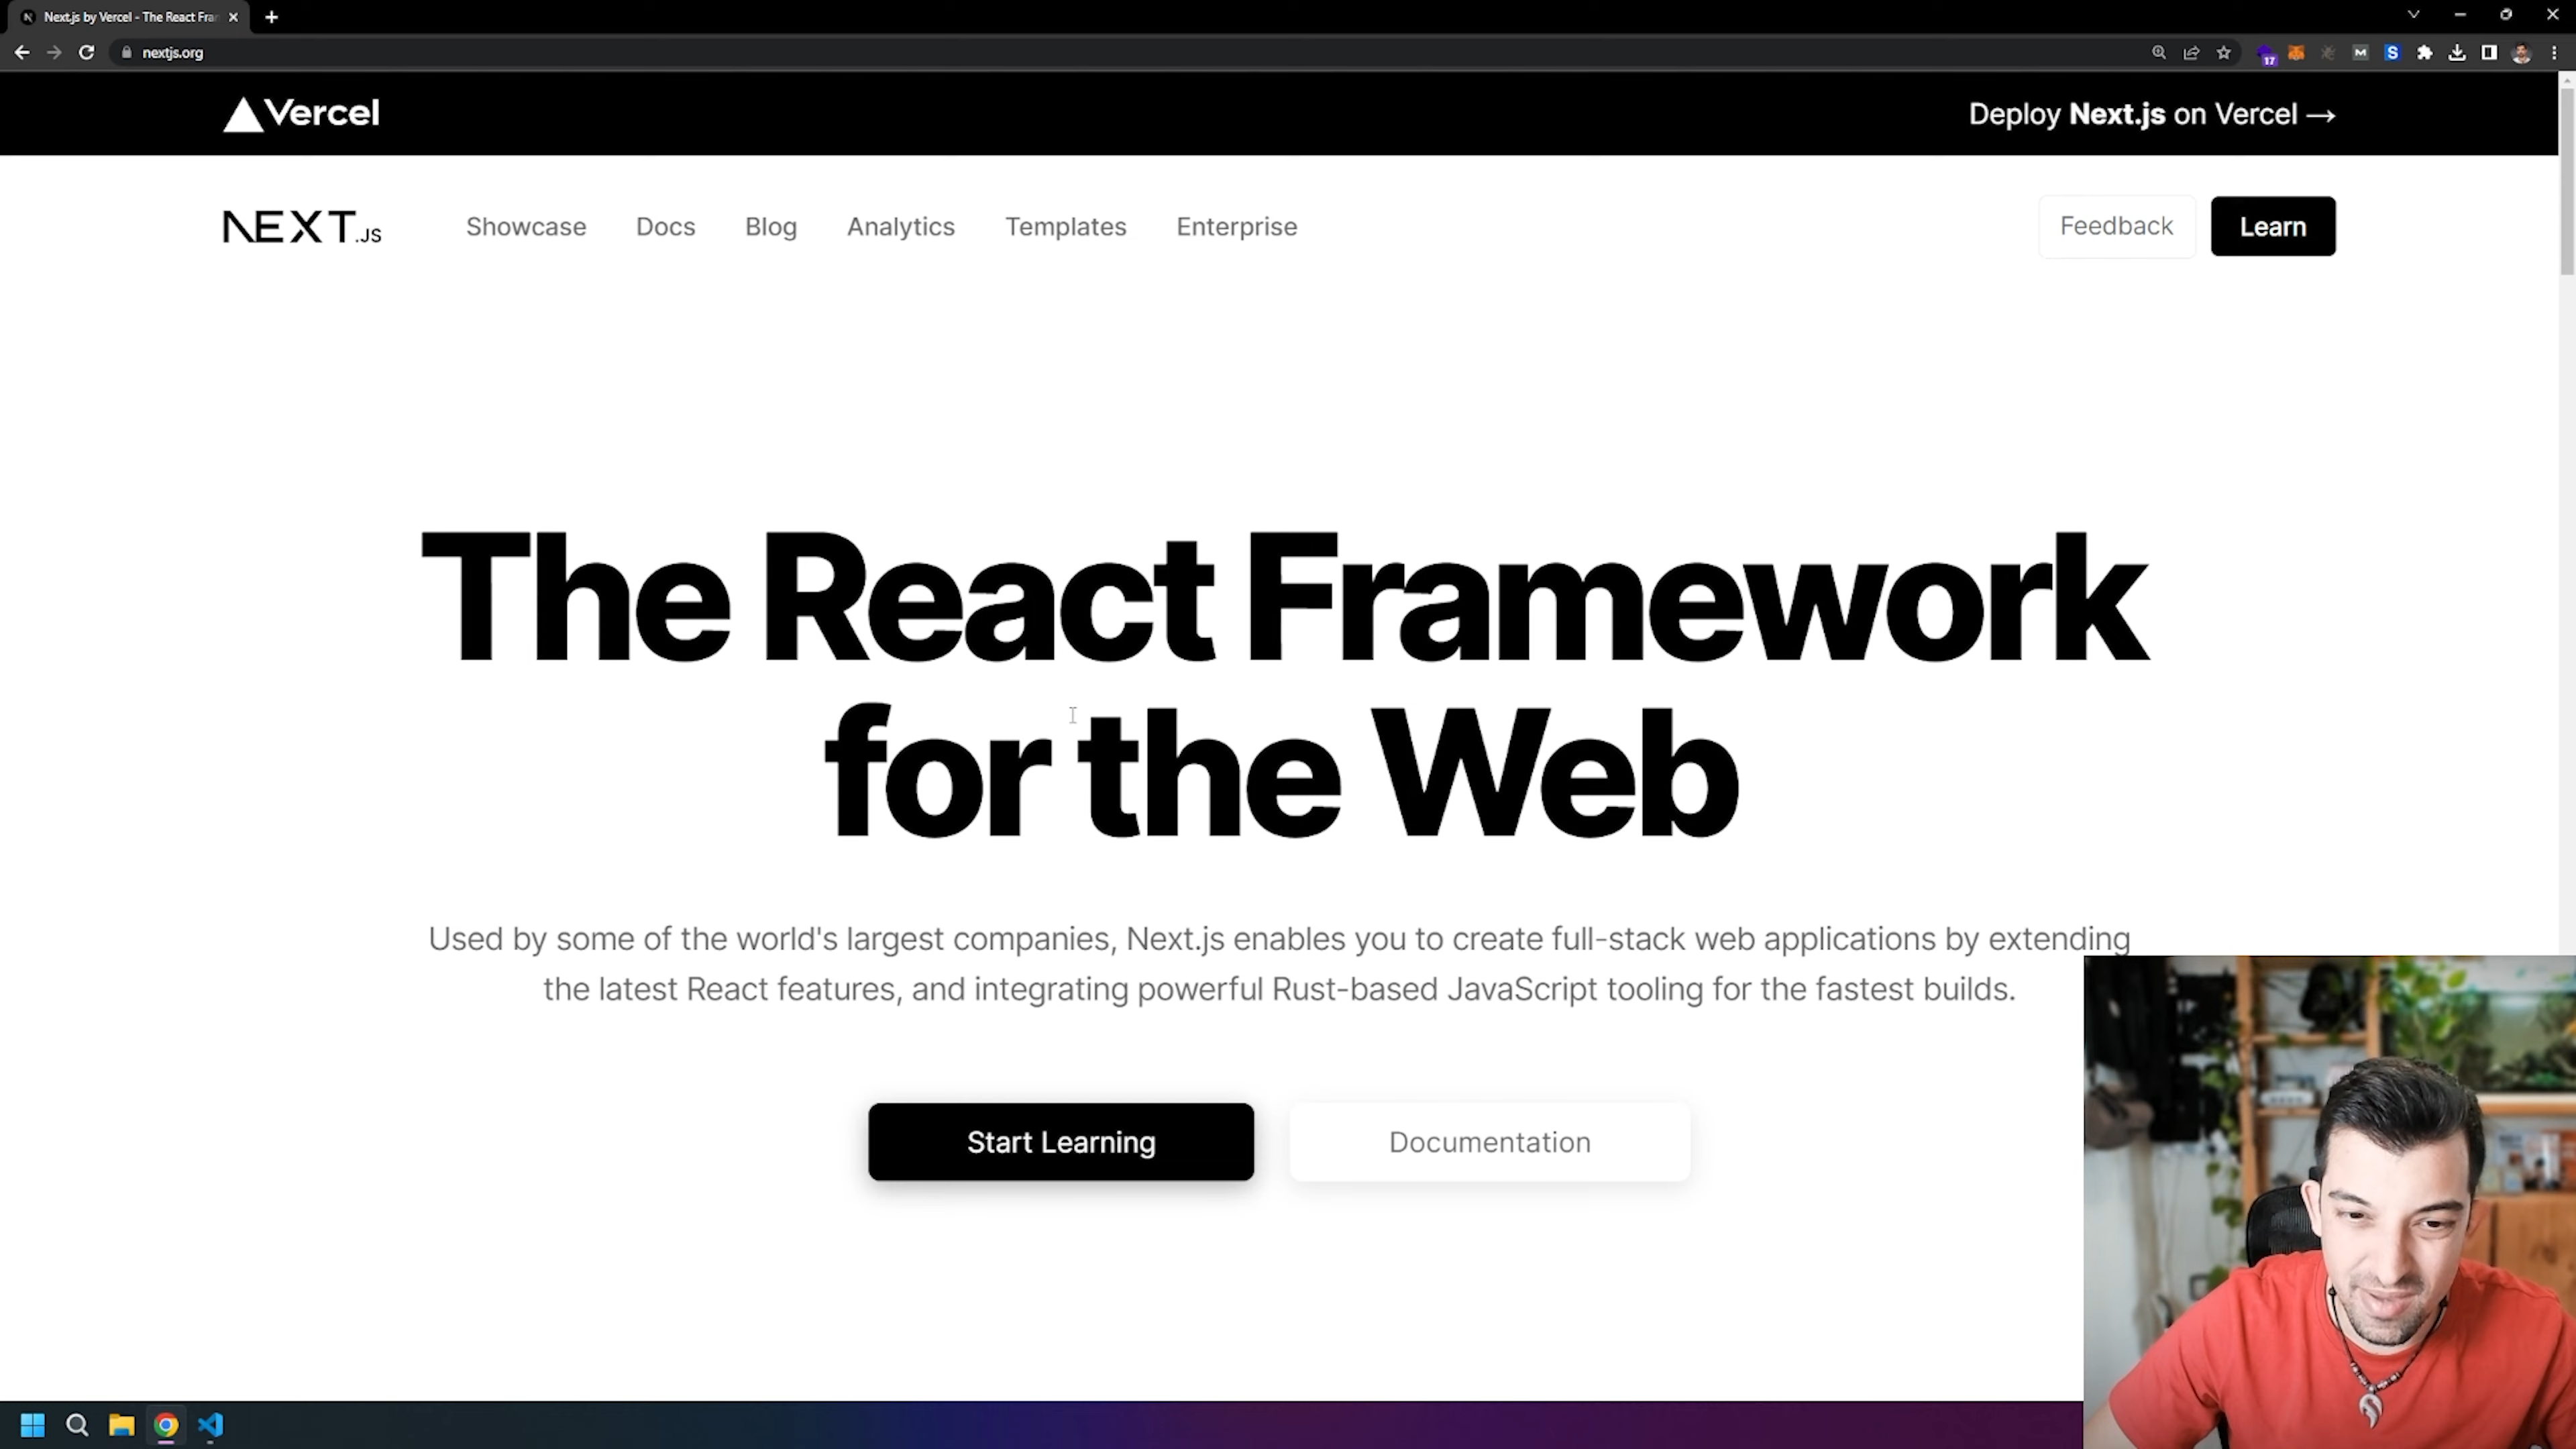 Next.js by Vercel - The React Fra
nextjs.org
17
Vercel
Deploy Next.js on Vercel →
NEXT.JS
Showcase
Docs
Blog
Analytics
Templates
Enterprise
Feedback
Learn
The React Framework
for the Web
Used by some of the world's largest companies, Next.js enables you to create full-stack web applications by extending
the latest React features, and integrating powerful Rust-based JavaScript tooling for the fastest builds.
Start Learning
Documentation